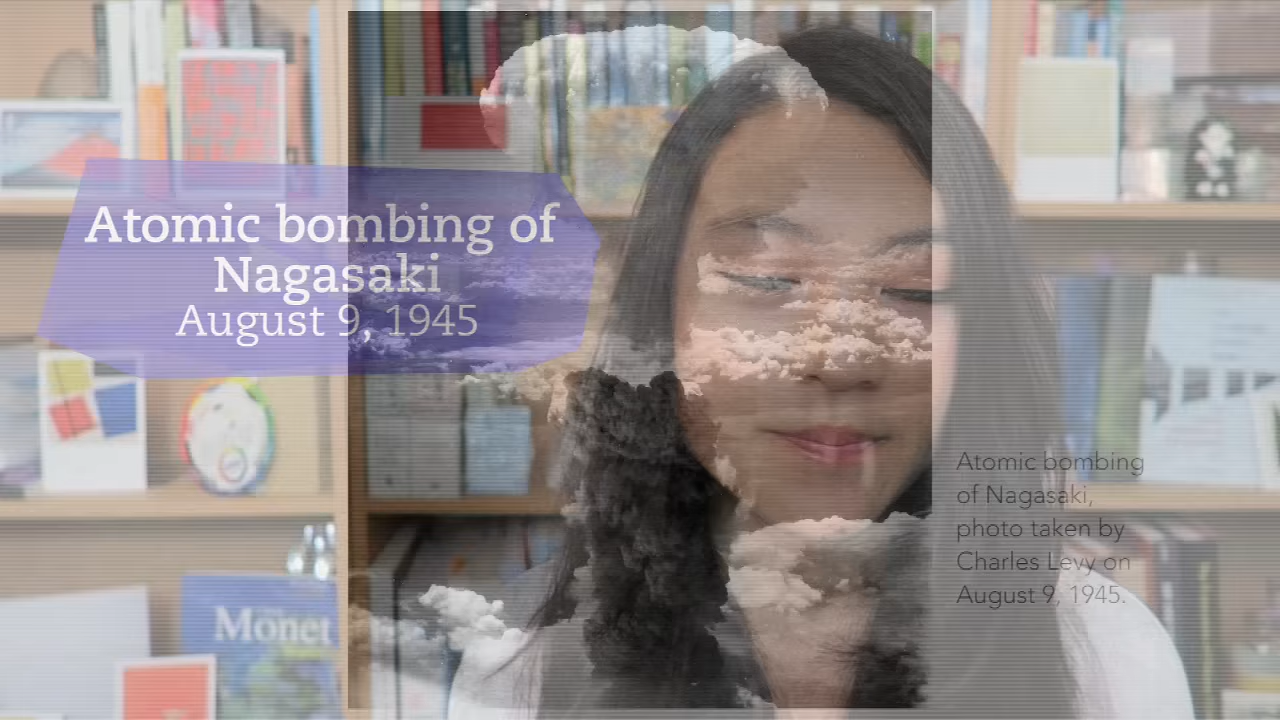 Atomic bombing of
Nagasaki
August 9, 1945
Atomic bombing
of Nagasaki,
photo taken by
Charles Levy on
August 9, 1945.
Monet